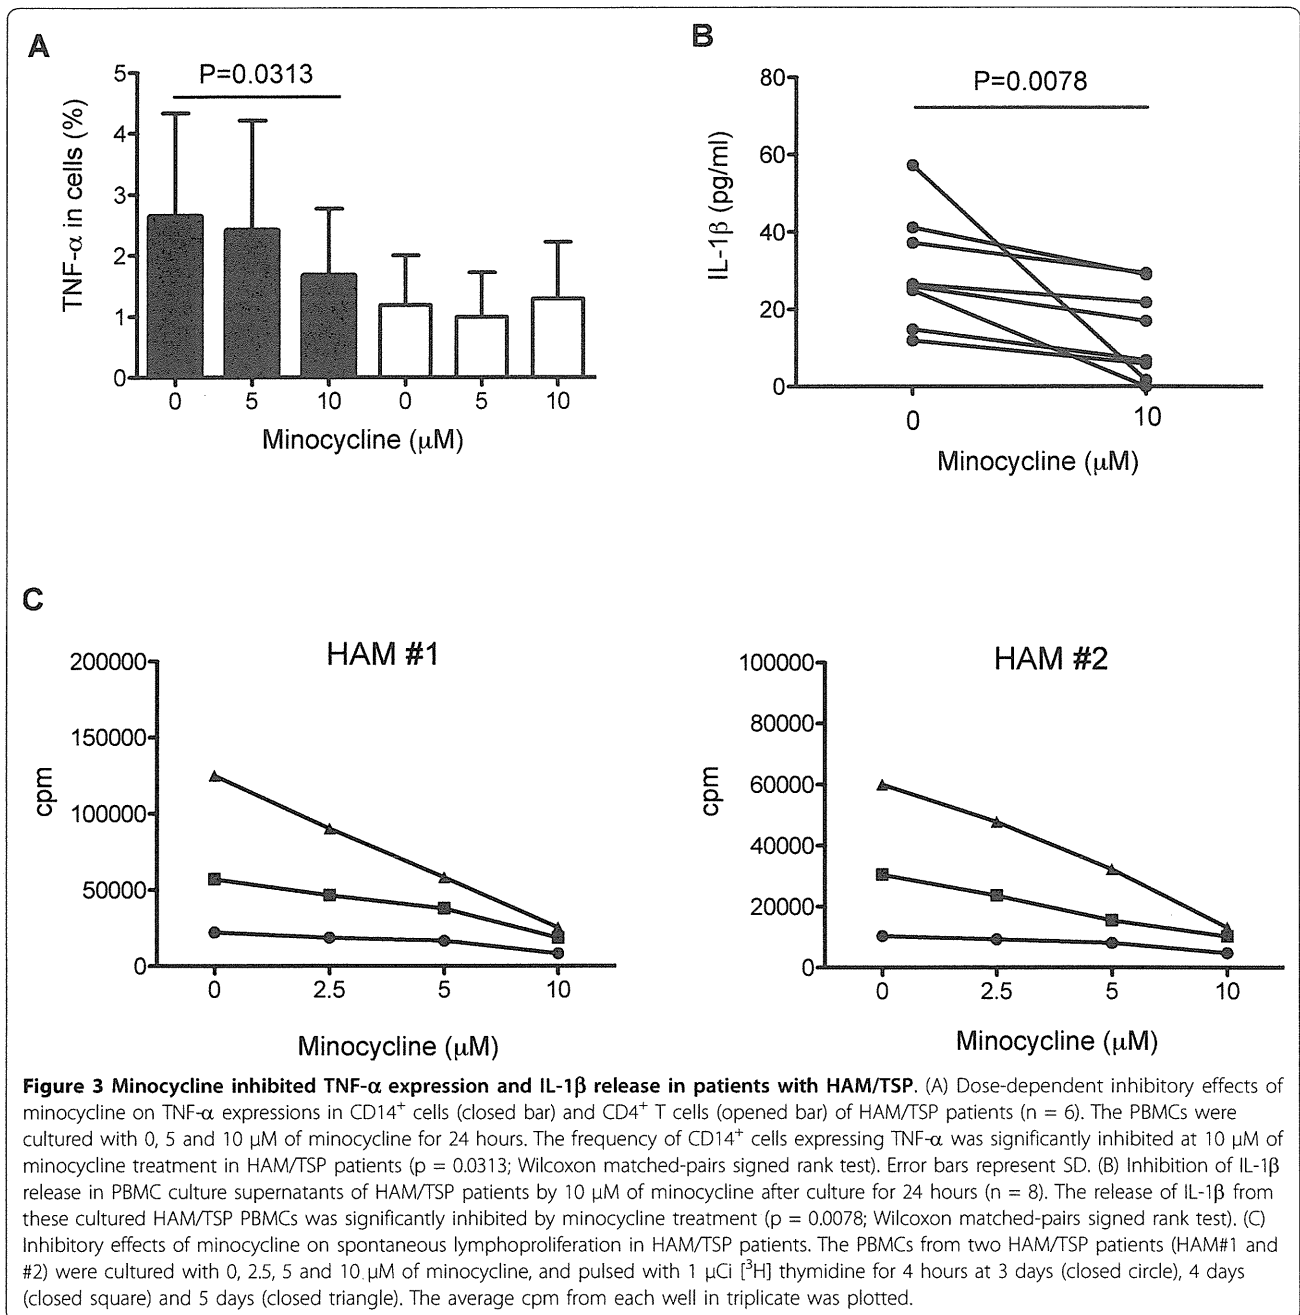 A
P=0.0313
5
4
3
2
1
0
TNF-α in cells (%)
0 5 10 0 5 10
Minocycline (μM)
B
P=0.0078
80
60
40
20
0
IL-1β (pg/ml)
0 10
Minocycline (μM)
C
HAM #1
200000
150000
100000
50000
0
cpm
0 2.5 5 10
Minocycline (μM)
HAM #2
100000
80000
60000
40000
20000
0
cpm
0 2.5 5 10
Minocycline (μM)
Figure 3 Minocycline inhibited TNF-α expression and IL-1β release in patients with HAM/TSP. (A) Dose-dependent inhibitory effects of
minocycline on TNF-α expressions in CD14⁺ cells (closed bar) and CD4⁺ T cells (opened bar) of HAM/TSP patients (n = 6). The PBMCs were
cultured with 0, 5 and 10 μM of minocycline for 24 hours. The frequency of CD14⁺ cells expressing TNF-α was significantly inhibited at 10 μM of
minocycline treatment in HAM/TSP patients (p = 0.0313; Wilcoxon matched-pairs signed rank test). Error bars represent SD. (B) Inhibition of IL-1β
release in PBMC culture supernatants of HAM/TSP patients by 10 μM of minocycline after culture for 24 hours (n = 8). The release of IL-1β from
these cultured HAM/TSP PBMCs was significantly inhibited by minocycline treatment (p = 0.0078; Wilcoxon matched-pairs signed rank test). (C)
Inhibitory effects of minocycline on spontaneous lymphoproliferation in HAM/TSP patients. The PBMCs from two HAM/TSP patients (HAM#1 and
#2) were cultured with 0, 2.5, 5 and 10 μM of minocycline, and pulsed with 1 μCi [³H] thymidine for 4 hours at 3 days (closed circle), 4 days
(closed square) and 5 days (closed triangle). The average cpm from each well in triplicate was plotted.